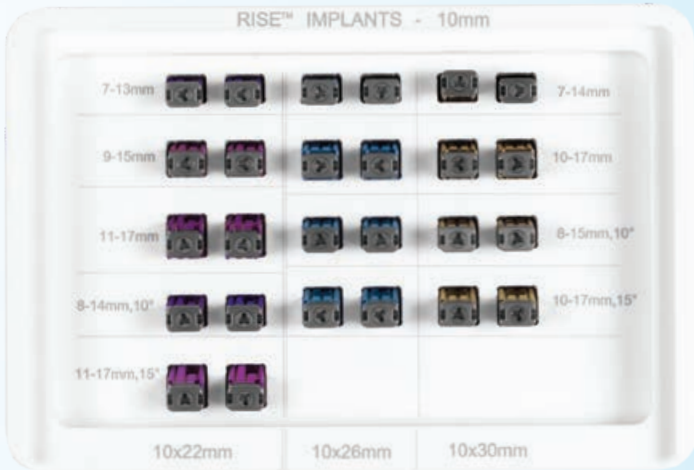 RISE™ IMPLANTS - 10mm
7-13mm
7-14mm
9-15mm
10-17mm
11-17mm
8-15mm,10°
8-14mm,10°
10-17mm,15°
11-17mm,15°
10x22mm
10x26mm
10x30mm